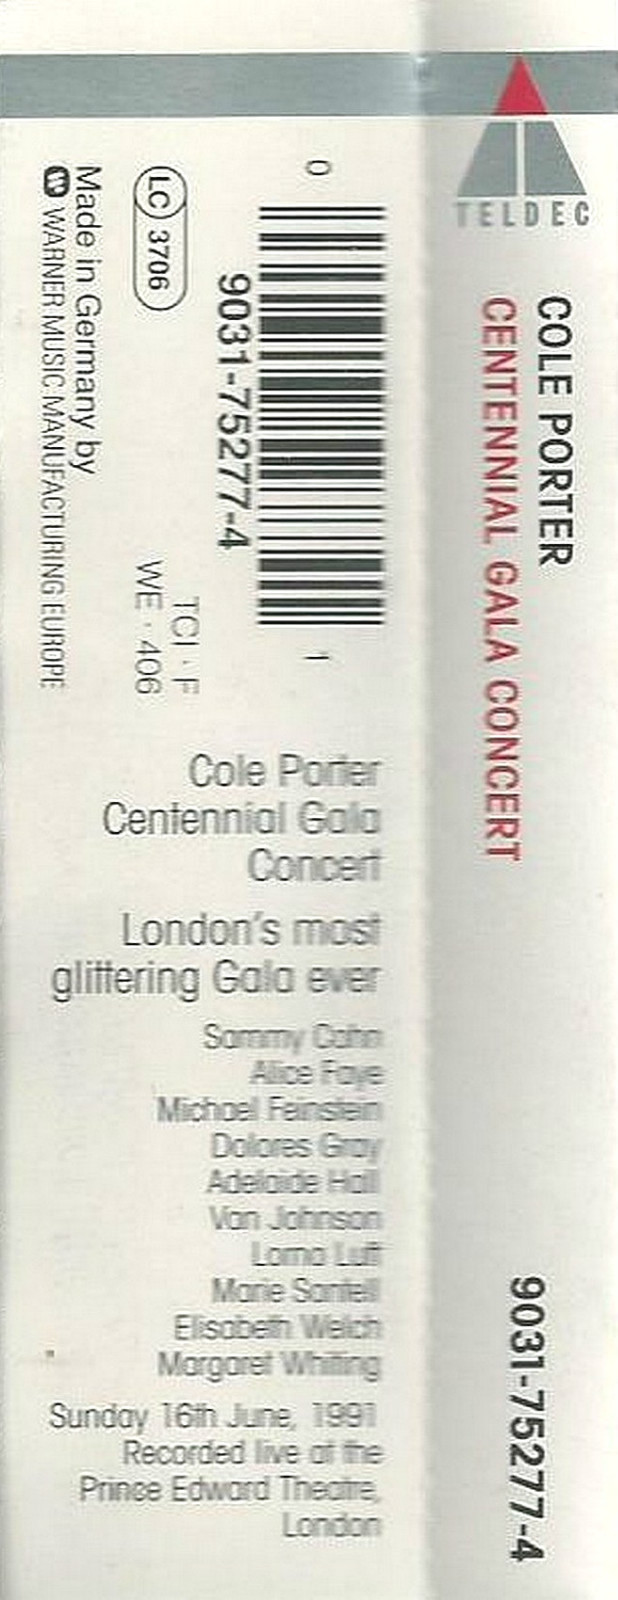 TELDEC
COLE PORTER
CENTENNIAL GALA CONCERT
9031-75277-4
0
9031-75277-4
1
LC 3706
TCI · F
WE · 406
Made in Germany by
WARNER MUSIC MANUFACTURING EUROPE
Cole Porter
Centennial Gala
Concert
London's most
glittering Gala ever
Sammy Cahn
Alice Faye
Michael Feinstein
Dolores Gray
Adelaide Hall
Van Johnson
Lorna Luft
Marie Santell
Elisabeth Welch
Margaret Whiting
Sunday 16th June, 1991
Recorded live at the
Prince Edward Theatre,
London